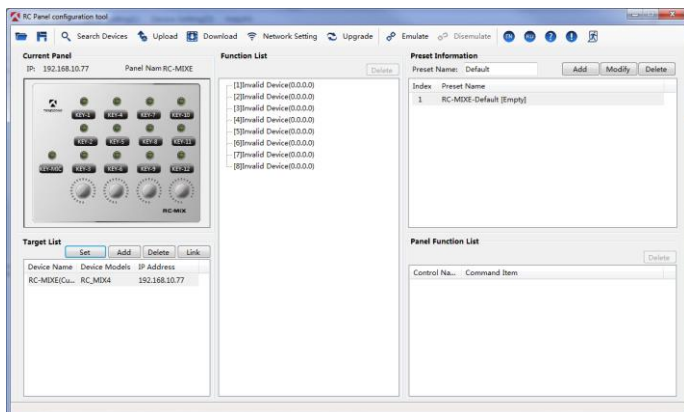 RC Panel configuration tool
Search Devices Upload Download Network Setting Upgrade Emulate Disemulate EN
Current Panel
IP: 192.168.10.77 Panel Nam RC-MIXE
KEY-1 KEY-4 KEY-7 KEY-10
KEY-2 KEY-5 KEY-8 KEY-11
KEY-MIC KEY-3 KEY-6 KEY-9 KEY-12
RC-MIX
Target List
Set Add Delete Link
Device Name Device Models IP Address
RC-MIXE(Cu... RC_MIX4 192.168.10.77
Function List
Delete
[1]Invalid Device(0.0.0.0)
[2]Invalid Device(0.0.0.0)
[3]Invalid Device(0.0.0.0)
[4]Invalid Device(0.0.0.0)
[5]Invalid Device(0.0.0.0)
[6]Invalid Device(0.0.0.0)
[7]Invalid Device(0.0.0.0)
[8]Invalid Device(0.0.0.0)
Preset Information
Preset Name: Default Add Modify Delete
Index Preset Name
1 RC-MIXE-Default [Empty]
Panel Function List
Delete
Control Na... Command Item